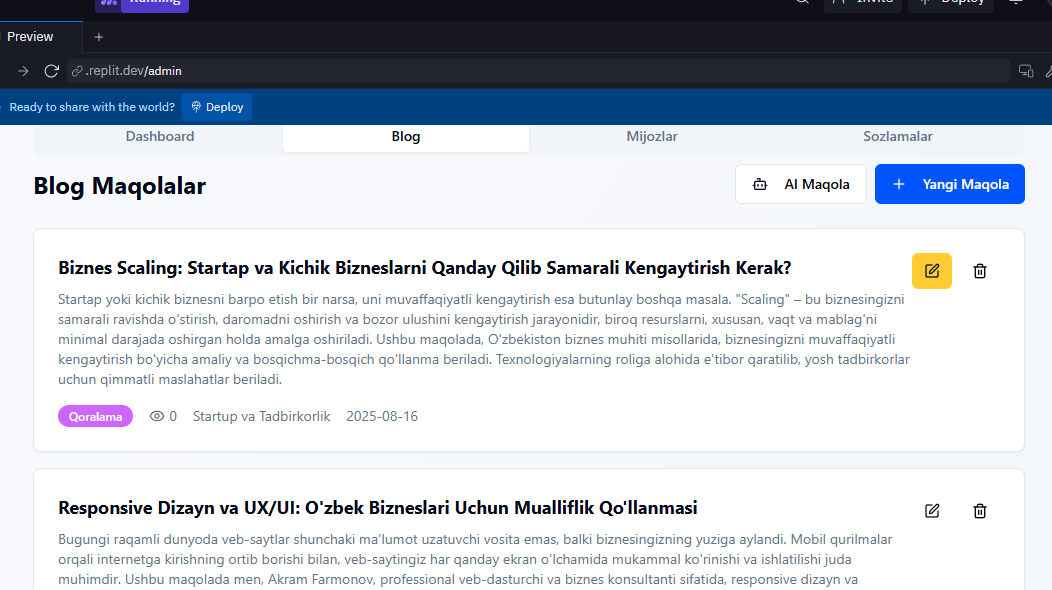 Running
Invite
Deploy
Preview
.replit.dev/admin
Ready to share with the world?
Deploy
Dashboard
Blog
Mijozlar
Sozlamalar
Blog Maqolalar
AI Maqola
Yangi Maqola
Biznes Scaling: Startap va Kichik Bizneslarni Qanday Qilib Samarali Kengaytirish Kerak?
Startap yoki kichik biznesni barpo etish bir narsa, uni muvaffaqiyatli kengaytirish esa butunlay boshqa masala. "Scaling" – bu biznesingizni
samarali ravishda o'stirish, daromadni oshirish va bozor ulushini kengaytirish jarayonidir, biroq resurslarni, xususan, vaqt va mablag'ni
minimal darajada oshirgan holda amalga oshiriladi. Ushbu maqolada, O'zbekiston biznes muhiti misollarida, biznesingizni muvaffaqiyatli
kengaytirish bo'yicha amaliy va bosqichma-bosqich qo'llanma beriladi. Texnologiyalarning roliga alohida e'tibor qaratilib, yosh tadbirkorlar
uchun qimmatli maslahatlar beriladi.
Qoralama
0
Startup va Tadbirkorlik
2025-08-16
Responsive Dizayn va UX/UI: O'zbek Bizneslari Uchun Mualliflik Qo'llanmasi
Bugungi raqamli dunyoda veb-saytlar shunchaki ma'lumot uzatuvchi vosita emas, balki biznesingizning yuziga aylandi. Mobil qurilmalar
orqali internetga kirishning ortib borishi bilan, veb-saytingiz har qanday ekran o'lchamida mukammal ko'rinishi va ishlatilishi juda
muhimdir. Ushbu maqolada men, Akram Farmonov, professional veb-dasturchi va biznes konsultanti sifatida, responsive dizayn va